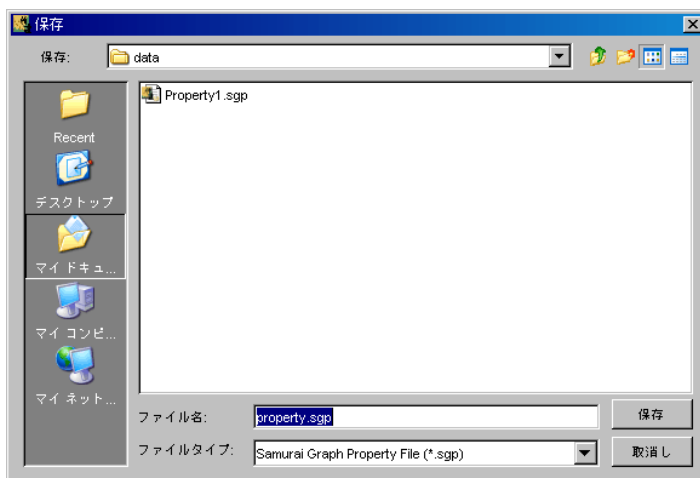 保存
保存:
data
Property1.sgp
Recent
デスクトップ
マイ ドキュ...
マイ コンピ...
マイ ネット...
ファイル名:
property.sgp
保存
ファイルタイプ:
Samurai Graph Property File (*.sgp)
取消し